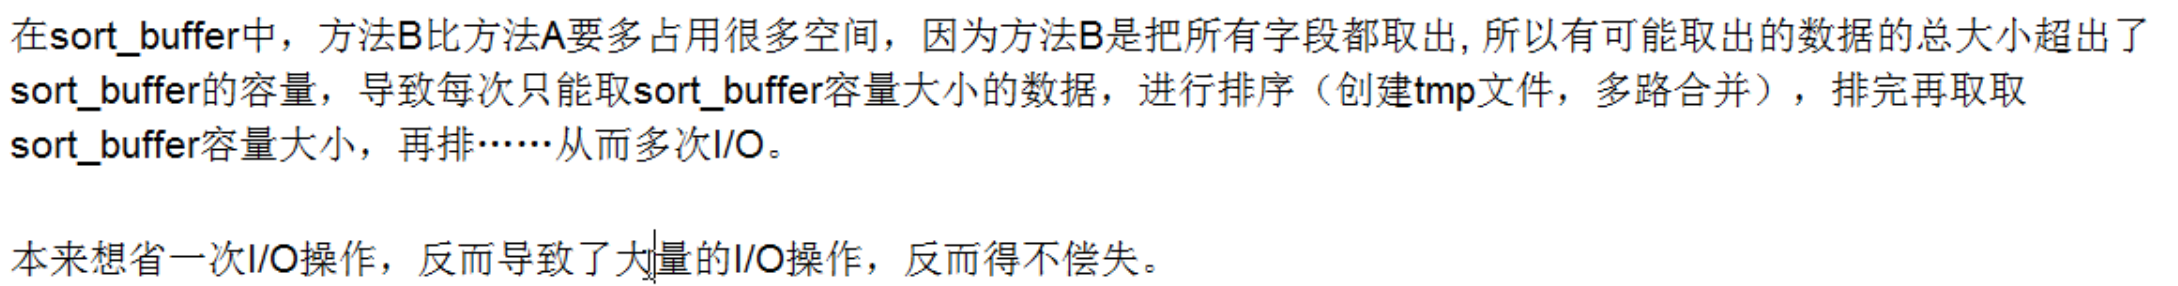 在sort_buffer中，方法B比方法A要多占用很多空间，因为方法B是把所有字段都取出, 所以有可能取出的数据的总大小超出了
sort_buffer的容量，导致每次只能取sort_buffer容量大小的数据，进行排序（创建tmp文件，多路合并），排完再取取
sort_buffer容量大小，再排……从而多次I/O。
本来想省一次I/O操作，反而导致了大量的I/O操作，反而得不偿失。